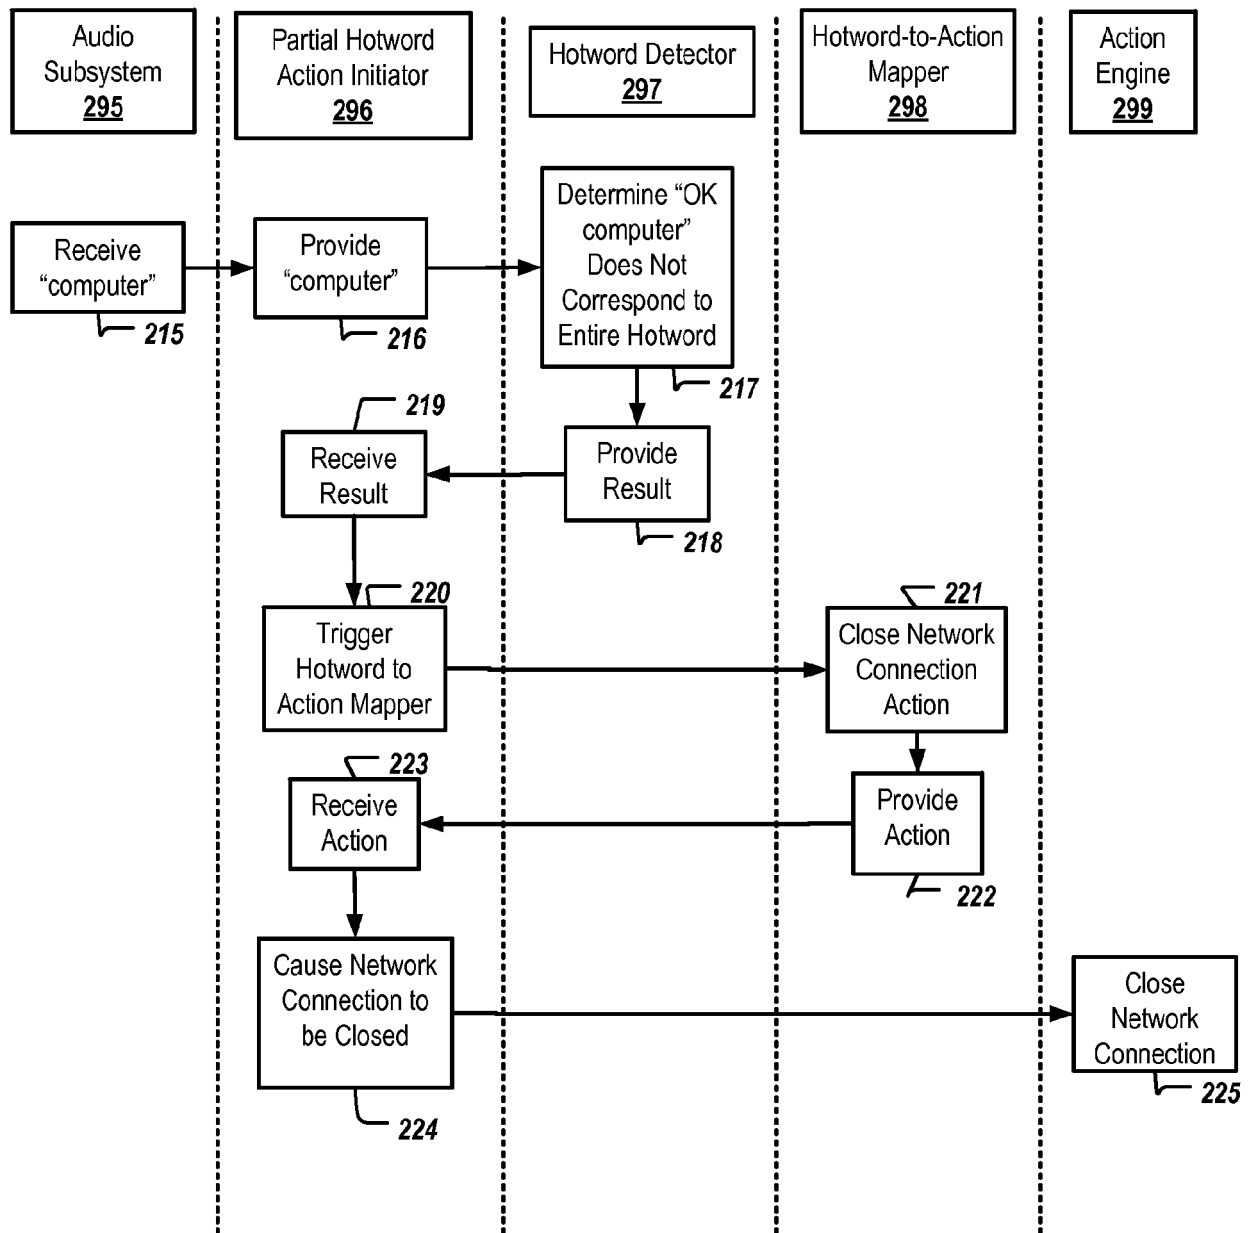 Audio
Subsystem
295
Partial Hotword
Action Initiator
296
Hotword Detector
297
Hotword-to-Action
Mapper
298
Action
Engine
299
Receive
“computer”
215
Provide
“computer”
216
Determine “OK
computer”
Does Not
Correspond to
Entire Hotword
217
219
Receive
Result
Provide
Result
218
220
Trigger
Hotword to
Action Mapper
221
Close Network
Connection
Action
223
Receive
Action
Provide
Action
222
Cause Network
Connection to
be Closed
224
Close
Network
Connection
225